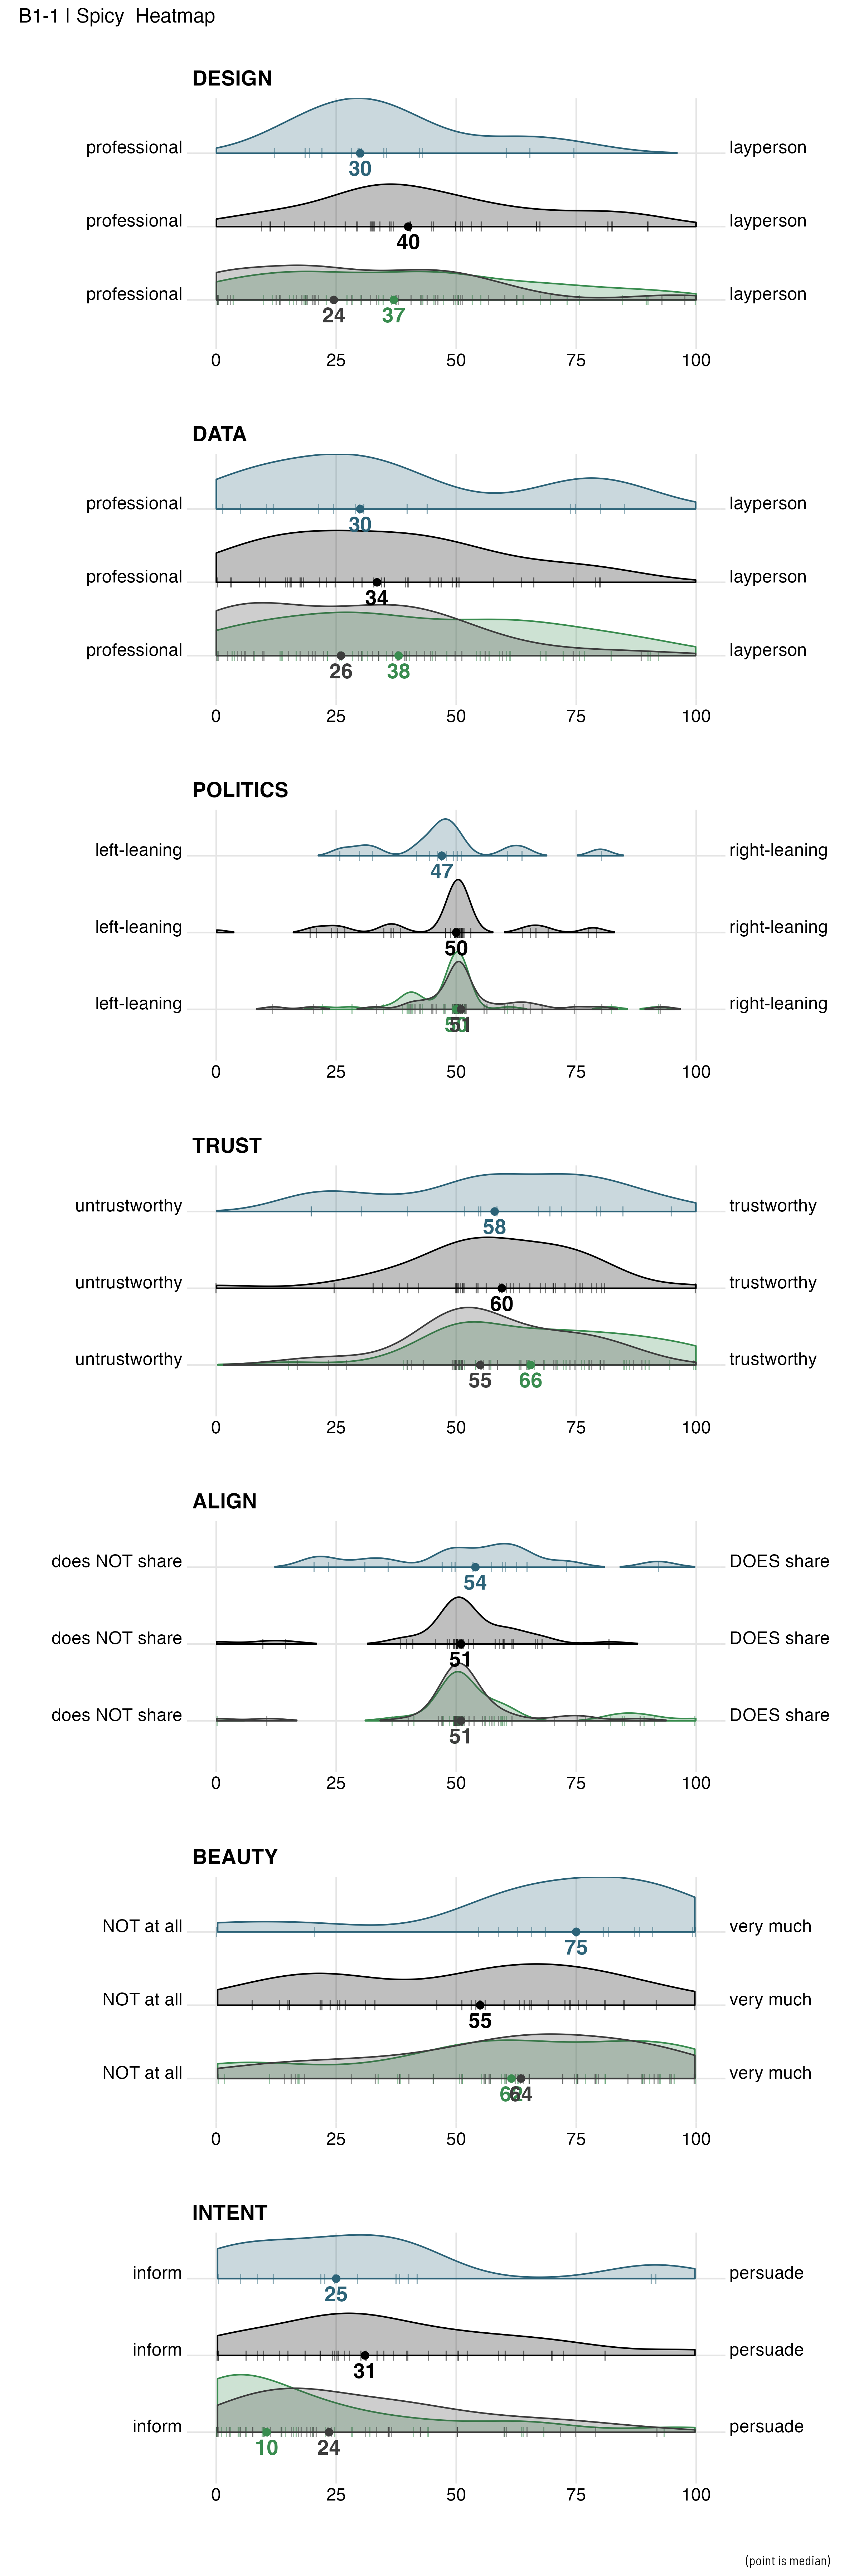 B1-1 | Spicy Heatmap
DESIGN
professional layperson
30
professional layperson
40
professional layperson
24 37
0 25 50 75 100
DATA
professional layperson
30
professional layperson
34
professional layperson
26 38
0 25 50 75 100
POLITICS
left-leaning right-leaning
47
left-leaning right-leaning
50
left-leaning right-leaning
51
0 25 50 75 100
TRUST
untrustworthy trustworthy
58
untrustworthy trustworthy
60
untrustworthy trustworthy
55 66
0 25 50 75 100
ALIGN
does NOT share DOES share
54
does NOT share DOES share
51
does NOT share DOES share
51
0 25 50 75 100
BEAUTY
NOT at all very much
75
NOT at all very much
55
NOT at all very much
62 64
0 25 50 75 100
INTENT
inform persuade
25
inform persuade
31
inform persuade
10 24
0 25 50 75 100
(point is median)